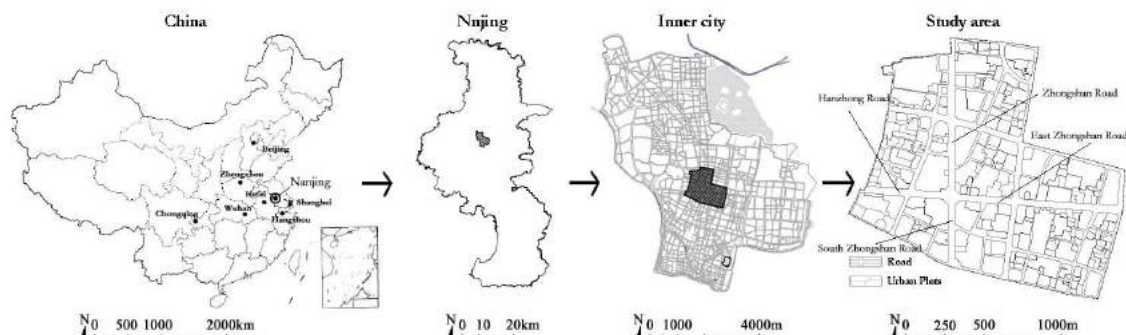 China
Nnjing
Inner city
Study area
Hanzhong Road
Zhongshan Road
East Zhongshan Road
Beijing
Zhengzhou
Nanjing
Hefei
Shanghai
Wuhan
Chongqing
Hangzhou
South Zhongshan Road
Road
Urban Plots
N 0 500 1000 2000km
N 0 10 20km
N 0 1000 4000m
N 0 250 500 1000m